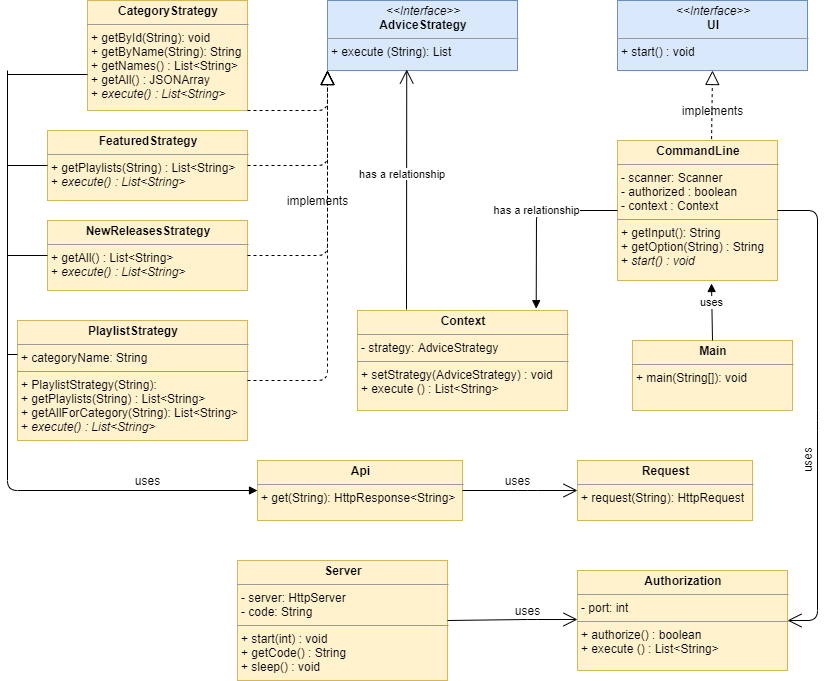 CategoryStrategy
+ getById(String): void
+ getByName(String): String
+ getNames() : List<String>
+ getAll() : JSONArray
+ execute() : List<String>
<<Interface>>
AdviceStrategy
+ execute (String): List
<<Interface>>
UI
+ start() : void
implements
FeaturedStrategy
+ getPlaylists(String) : List<String>
+ execute() : List<String>
implements
has a relationship
CommandLine
- scanner: Scanner
- authorized : boolean
- context : Context
+ getInput(): String
+ getOption(String) : String
+ start() : void
has a relationship
NewReleasesStrategy
+ getAll() : List<String>
+ execute() : List<String>
uses
PlaylistStrategy
+ categoryName: String
+ PlaylistStrategy(String):
+ getPlaylists(String) : List<String>
+ getAllForCategory(String): List<String>
+ execute() : List<String>
Context
- strategy: AdviceStrategy
+ setStrategy(AdviceStrategy) : void
+ execute () : List<String>
Main
+ main(String[]): void
uses
uses
Api
+ get(String): HttpResponse<String>
uses
Request
+ request(String): HttpRequest
Server
- server: HttpServer
- code: String
+ start(int) : void
+ getCode() : String
+ sleep() : void
uses
Authorization
- port: int
+ authorize() : boolean
+ execute () : List<String>